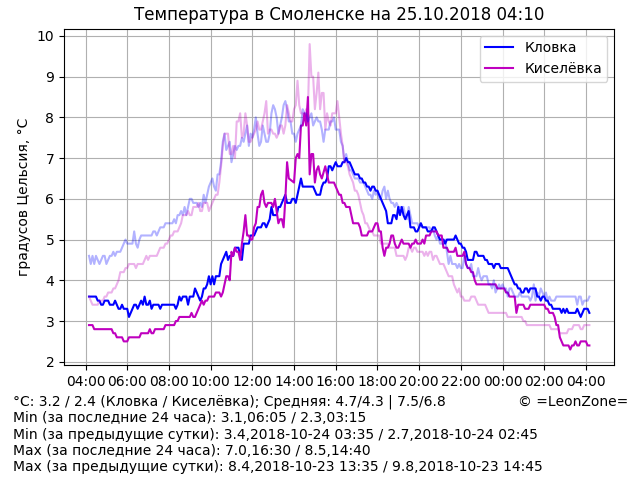 Температура в Смоленске на 25.10.2018 04:10
градусов Цельсия, °C
10
9
8
7
6
5
4
3
2
Кловка
Киселёвка
04:00 06:00 08:00 10:00 12:00 14:00 16:00 18:00 20:00 22:00 00:00 02:00 04:00
°C: 3.2 / 2.4 (Кловка / Киселёвка); Средняя: 4.7/4.3 | 7.5/6.8 © =LeonZone=
Min (за последние 24 часа): 3.1,06:05 / 2.3,03:15
Min (за предыдущие сутки): 3.4,2018-10-24 03:35 / 2.7,2018-10-24 02:45
Max (за последние 24 часа): 7.0,16:30 / 8.5,14:40
Max (за предыдущие сутки): 8.4,2018-10-23 13:35 / 9.8,2018-10-23 14:45